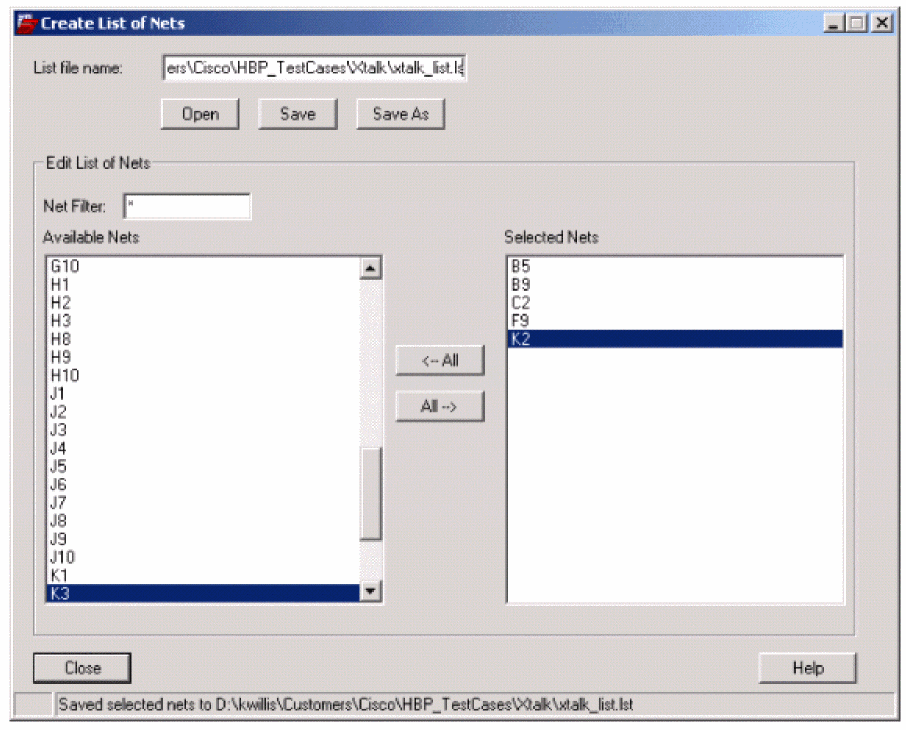 Create List of Nets
List file name: ers\Cisco\HBP_TestCases\Xtalk\xtalk_list.ls
Open Save Save As
Edit List of Nets
Net Filter: *
Available Nets
G10
H1
H2
H3
H8
H9
H10
J1
J2
J3
J4
J5
J6
J7
J8
J9
J10
K1
K3
<-- All
All -->
Selected Nets
B5
B9
C2
F9
K2
Close Help
Saved selected nets to D:\kwillis\Customers\Cisco\HBP_TestCases\Xtalk\xtalk_list.lst